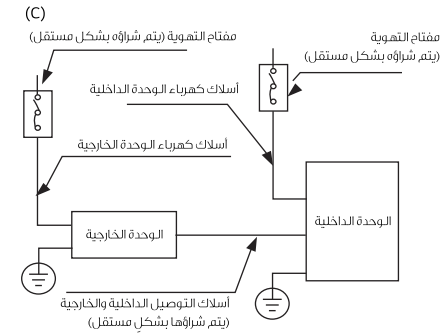 (C)
مفتاح التهوية (يتم شراؤه بشكل مستقل)
مفتاح التهوية
(يتم شراؤه بشكل مستقل)
أسلاك كهرباء الوحدة الداخلية
أسلاك كهرباء الوحدة الخارجية
الوحدة الداخلية
الوحدة الخارجية
أسلاك التوصيل الداخلية والخارجية
(يتم شراؤها بشكلٍ مستقل)